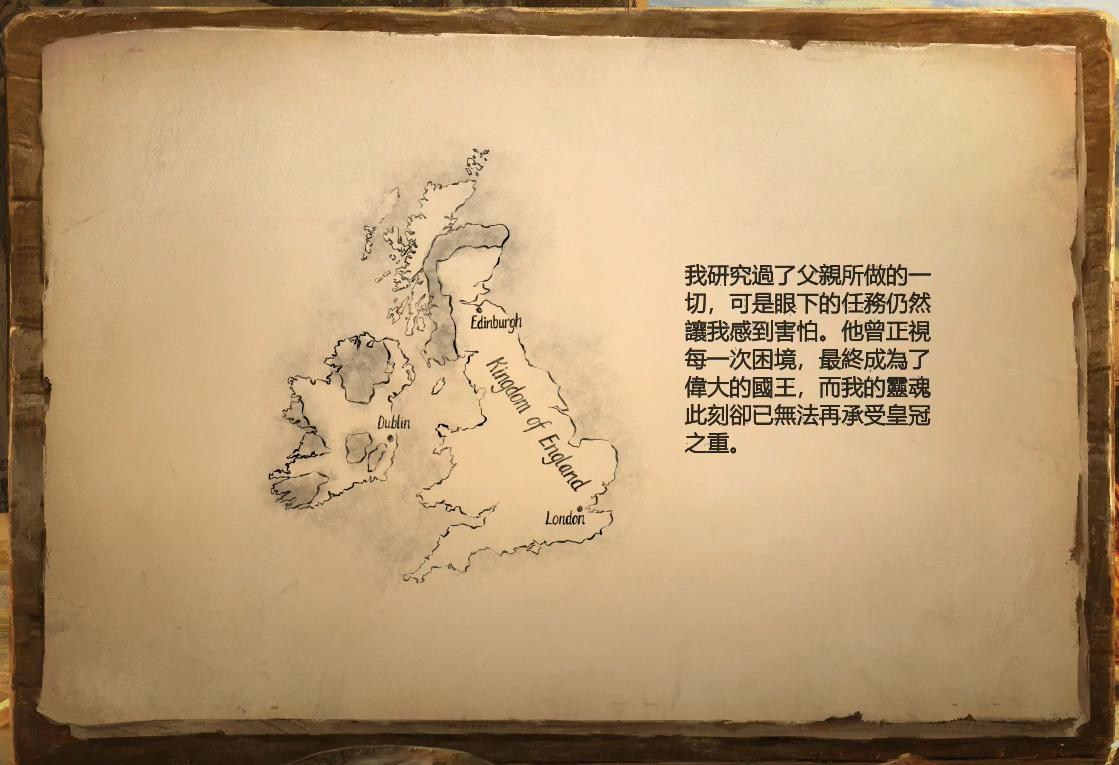 Edinburgh
Kingdom of England
Dublin
London
我研究過了父親所做的一
切，可是眼下的任務仍然
讓我感到害怕。他曾正視
每一次困境，最終成為了
偉大的國王，而我的靈魂
此刻卻已無法再承受皇冠
之重。